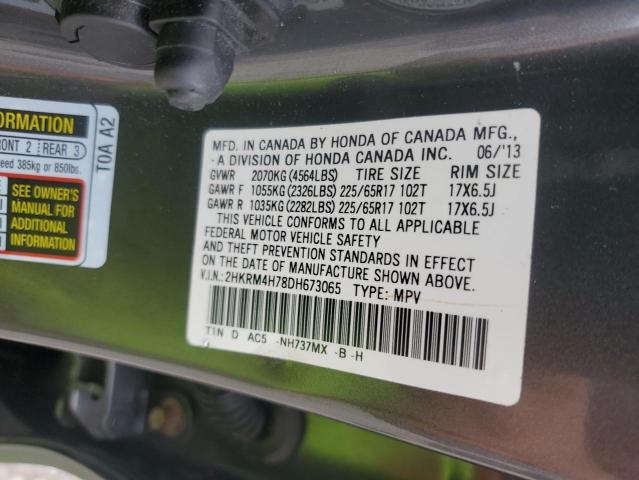 ORMATION
FRONT 2 REAR 3
eed 385kg or 850lbs.
SEE OWNER'S
MANUAL FOR
ADDITIONAL
INFORMATION
T0A A2
MFD. IN CANADA BY HONDA OF CANADA MFG.,
- A DIVISION OF HONDA CANADA INC. 06/'13
GVWR 2070KG (4564LBS) TIRE SIZE RIM SIZE
GAWR F 1055KG (2326LBS) 225/65R17 102T 17X6.5J
GAWR R 1035KG (2282LBS) 225/65R17 102T 17X6.5J
THIS VEHICLE CONFORMS TO ALL APPLICABLE
FEDERAL MOTOR VEHICLE SAFETY
AND THEFT PREVENTION STANDARDS IN EFFECT
ON THE DATE OF MANUFACTURE SHOWN ABOVE.
V.I.N.: 2HKRM4H78DH673065 TYPE: MPV
T1N D AC5 -NH737MX -B -H